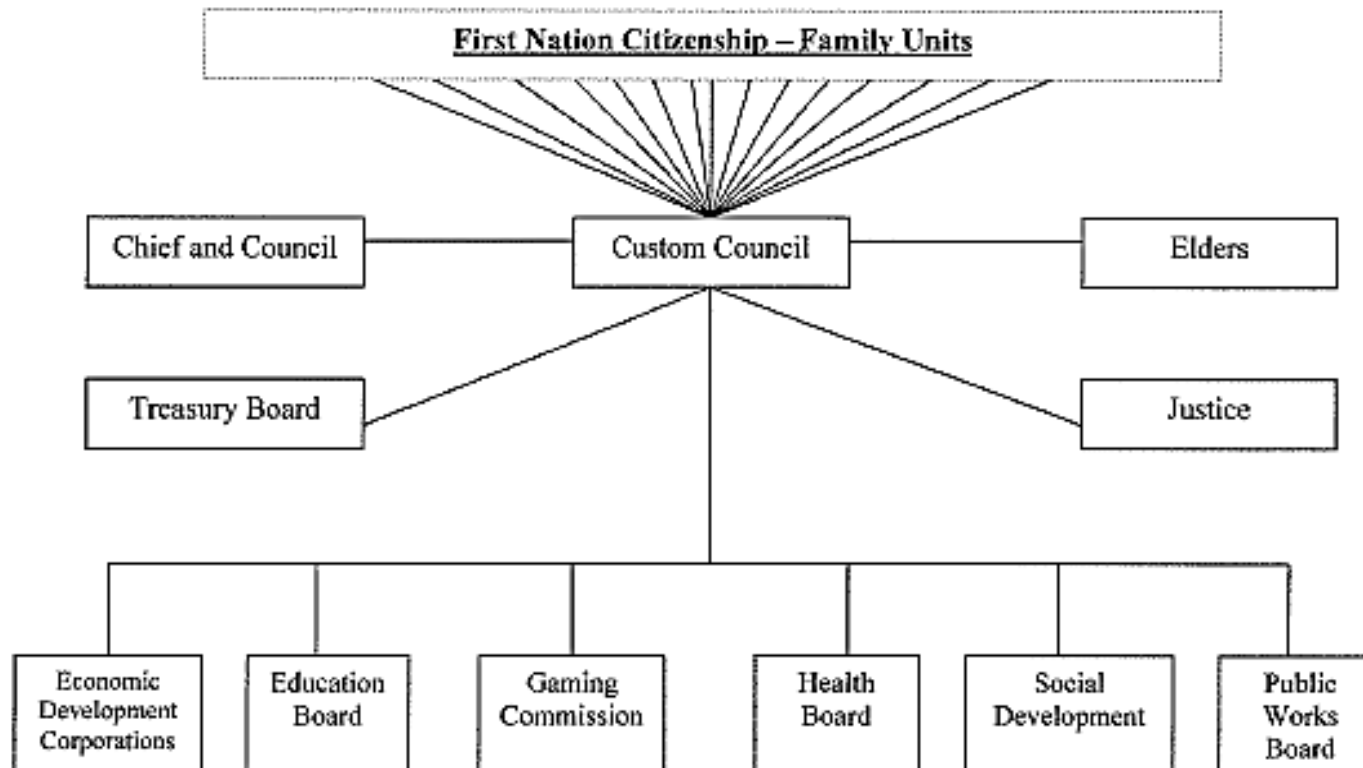 First Nation Citizenship – Family Units
Chief and Council
Custom Council
Elders
Treasury Board
Justice
Economic
Development
Corporations
Education
Board
Gaming
Commission
Health
Board
Social
Development
Public
Works
Board